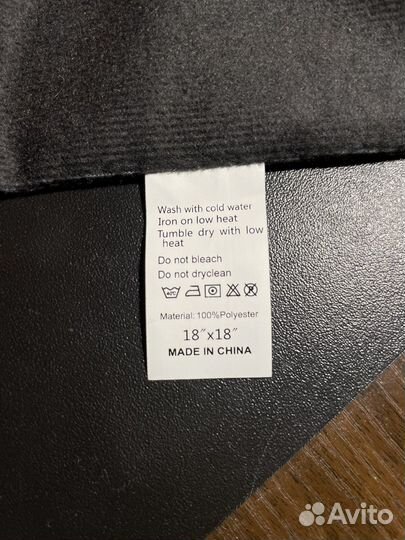 Wash with cold water
Iron on low heat
Tumble dry with low
heat
Do not bleach
Do not dryclean
Material: 100%Polyester
18"x18"
MADE IN CHINA
Avito